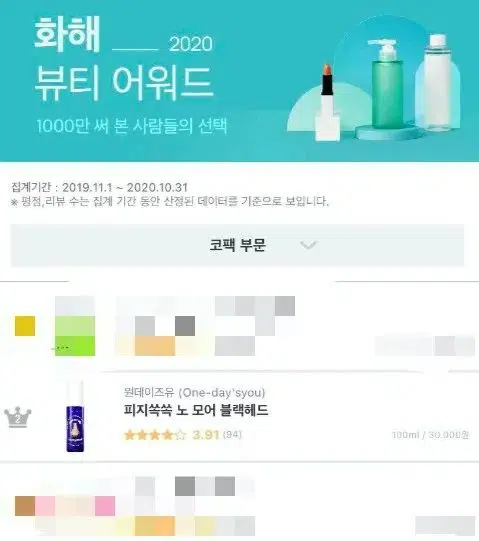 화해 ____ 2020
뷰티 어워드
1000만 써 본 사람들의 선택
집계기간 : 2019.11.1 ~ 2020.10.31
※ 평점,리뷰 수는 집계 기간 동안 산정된 데이터를 기준으로 보입니다.
코팩 부문
2
원데이즈유 (One-day'syou)
피지쏙쏙 노 모어 블랙헤드
3.91 (94)
100ml / 30,000원